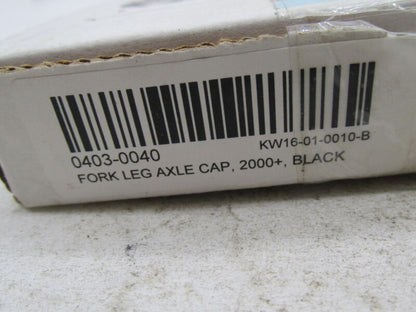 0403-0040
KW16-01-0010-B
FORK LEG AXLE CAP, 2000+, BLACK